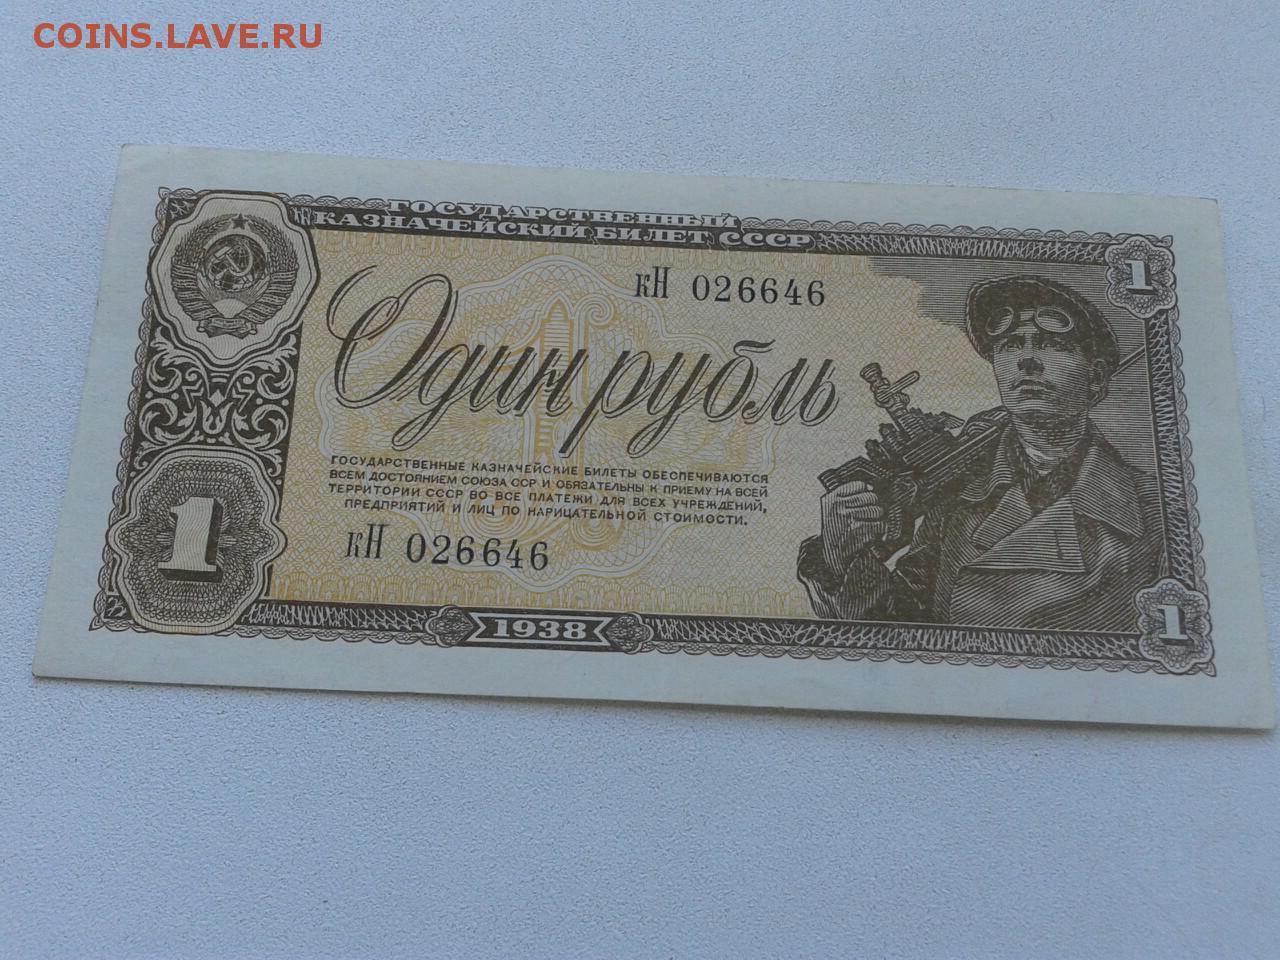 COINS.LAVE.RU
ГОСУДАРСТВЕННЫЙ
КАЗНАЧЕЙСКИЙ БИЛЕТ СССР
1
кН 026646
Один рубль
ГОСУДАРСТВЕННЫЕ КАЗНАЧЕЙСКИЕ БИЛЕТЫ ОБЕСПЕЧИВАЮТСЯ
ВСЕМ ДОСТОЯНИЕМ СОЮЗА ССР И ОБЯЗАТЕЛЬНЫ К ПРИЕМУ НА ВСЕЙ
ТЕРРИТОРИИ СССР ВО ВСЕ ПЛАТЕЖИ ДЛЯ ВСЕХ УЧРЕЖДЕНИЙ,
ПРЕДПРИЯТИЙ И ЛИЦ ПО НАРИЦАТЕЛЬНОЙ СТОИМОСТИ.
1
кН 026646
1938
1